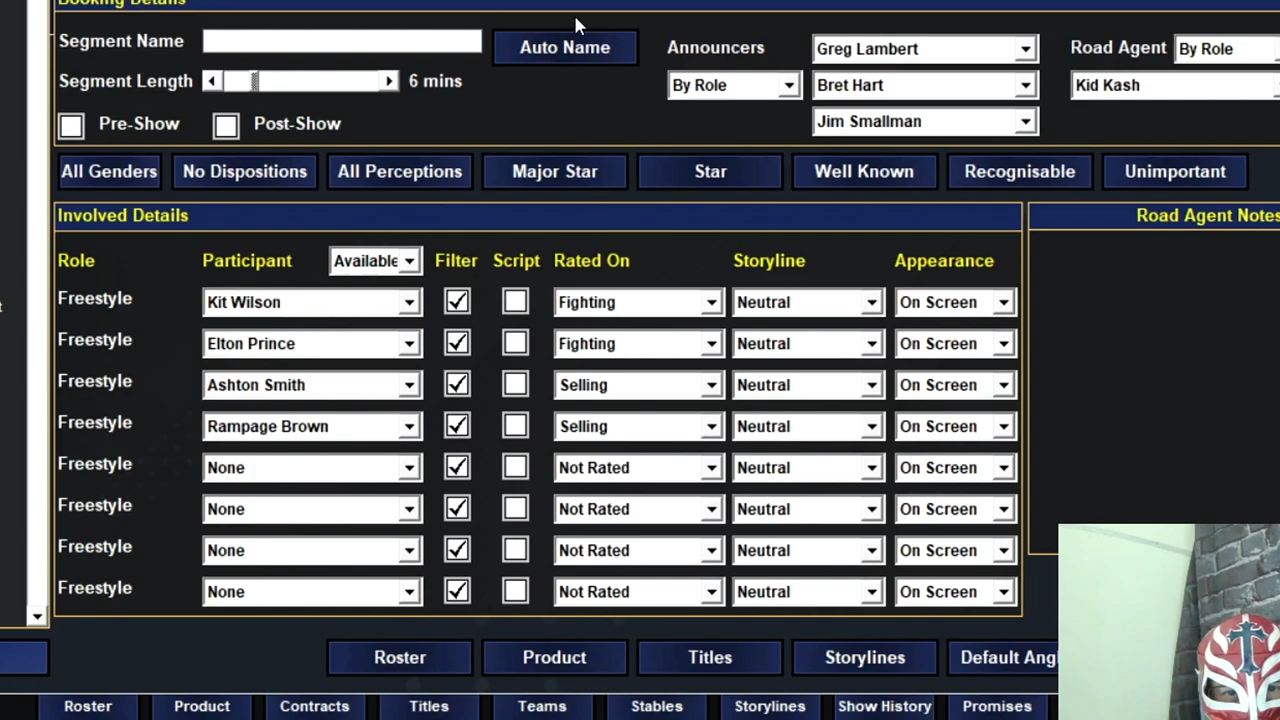 Booking Details
Segment Name Auto Name Announcers Greg Lambert Road Agent By Role
Segment Length 6 mins By Role Bret Hart Kid Kash
Pre-Show Post-Show Jim Smallman
All Genders No Dispositions All Perceptions Major Star Star Well Known Recognisable Unimportant
Involved Details Road Agent Notes
Role Participant Available Filter Script Rated On Storyline Appearance
Freestyle Kit Wilson Fighting Neutral On Screen
Freestyle Elton Prince Fighting Neutral On Screen
Freestyle Ashton Smith Selling Neutral On Screen
Freestyle Rampage Brown Selling Neutral On Screen
Freestyle None Not Rated Neutral On Screen
Freestyle None Not Rated Neutral On Screen
Freestyle None Not Rated Neutral On Screen
Freestyle None Not Rated Neutral On Screen
Roster Product Titles Storylines Default Ang
Roster Product Contracts Titles Teams Stables Storylines Show History Promises